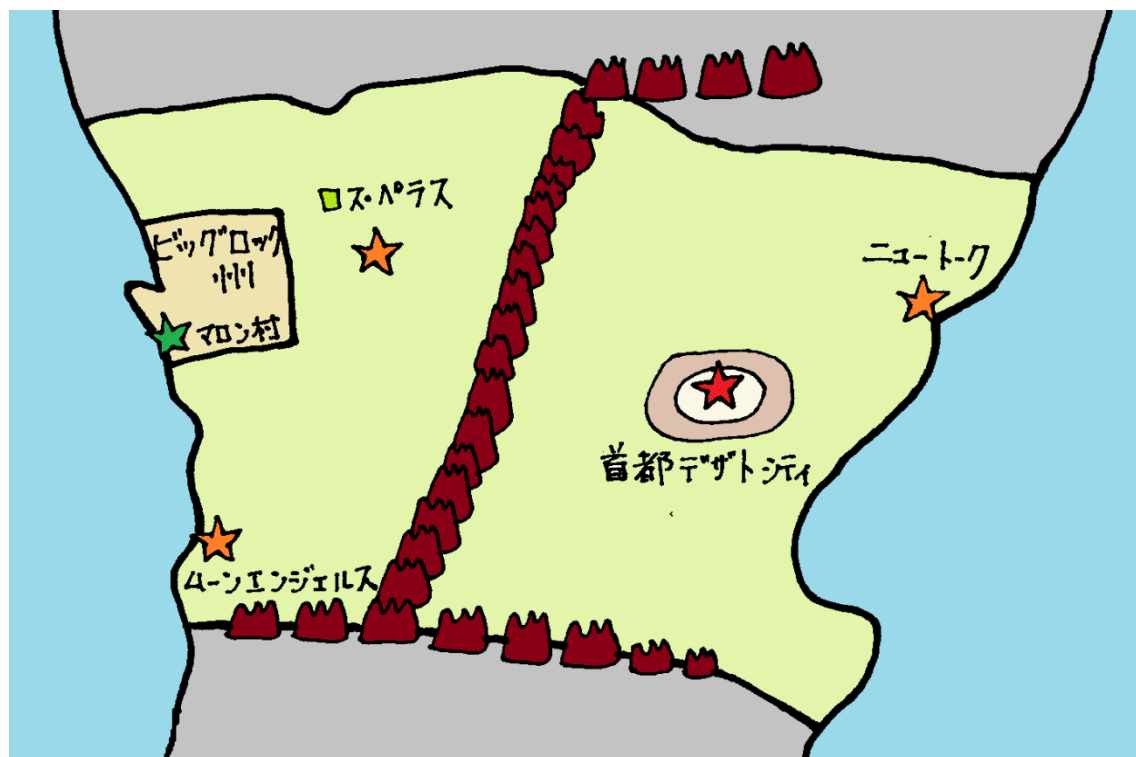 ロス・ペラス
ビッグロック
州
マロン村
ニュートーク
首都デザトシティ
ムーンエンジェルス